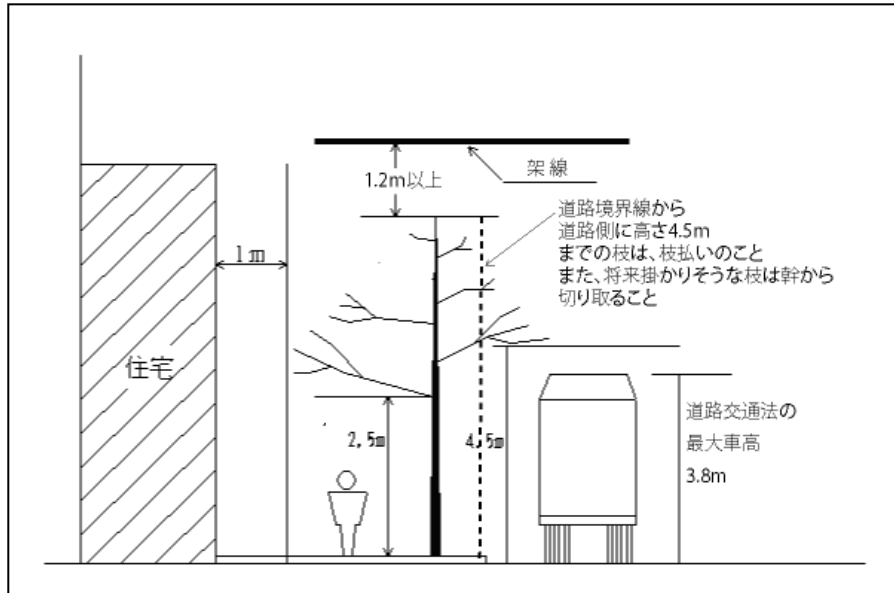 架線
1.2m以上
道路境界線から
道路側に高さ4.5m
までの枝は、枝払いのこと
また、将来掛かりそうな枝は幹から
切り取ること
1m
住宅
2,5m
4,5m
道路交通法の
最大車高
3.8m